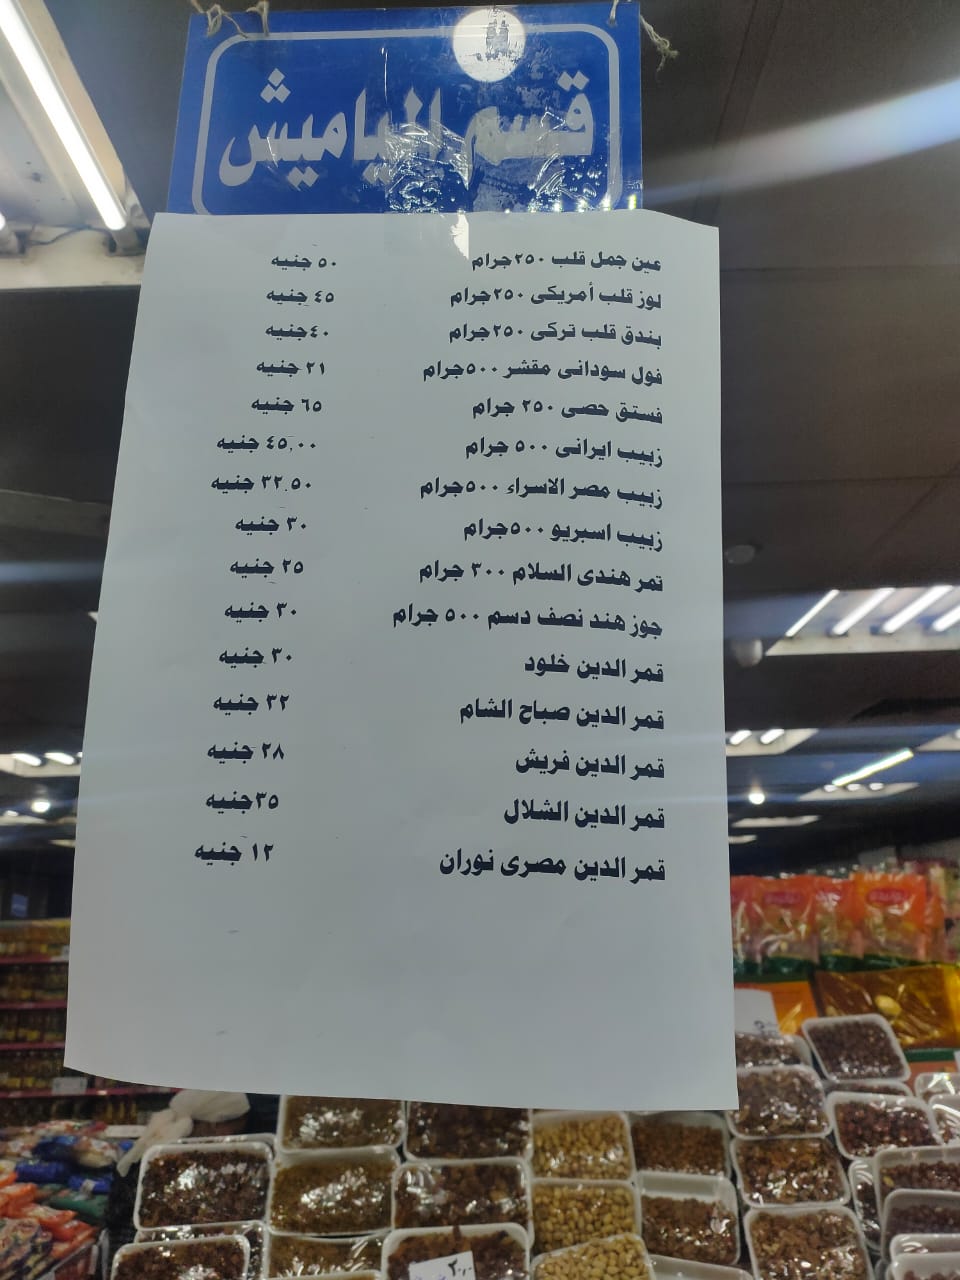 قسم الياميش
عين جمل قلب ٢٥٠جرام ٥٠ جنيه
لوز قلب أمريكى ٢٥٠جرام ٤٥ جنيه
بندق قلب تركى ٢٥٠جرام ٤٠جنيه
فول سودانى مقشر ٥٠٠جرام ٢١ جنيه
فستق حصى ٢٥٠ جرام ٦٥ جنيه
زبيب ايرانى ٥٠٠ جرام ٤٥,٠٠ جنيه
زبيب مصر الاسراء ٥٠٠جرام ٣٢,٥٠ جنيه
زبيب اسبريو ٥٠٠جرام ٣٠ جنيه
تمر هندى السلام ٣٠٠ جرام ٢٥ جنيه
جوز هند نصف دسم ٥٠٠ جرام ٣٠ جنيه
قمر الدين خلود ٣٠ جنيه
قمر الدين صباح الشام ٣٢ جنيه
قمر الدين فريش ٢٨ جنيه
قمر الدين الشلال ٣٥جنيه
قمر الدين مصرى نوران ١٢ جنيه